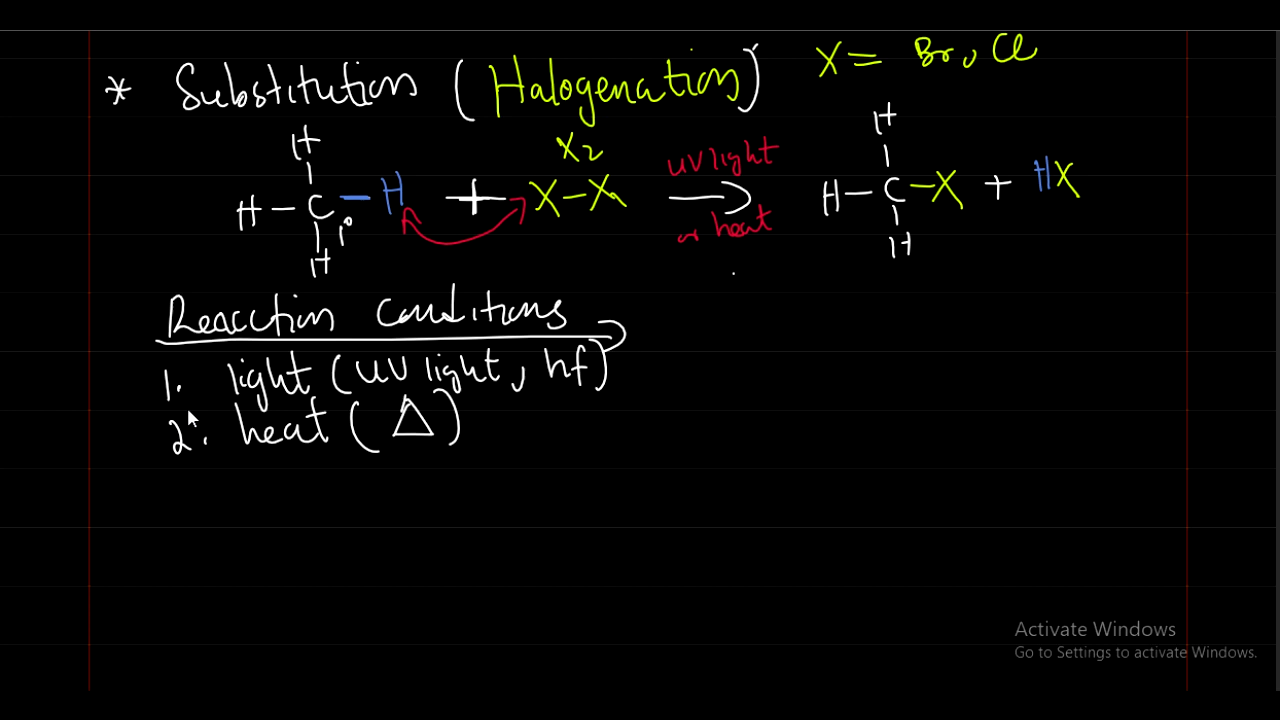 * Substitution (Halogenation) X = Br, Cl
H H
X2
H – C – H + X – X UV light or heat → H – C – X + HX
1°
H H
Reaction Conditions
1. light (UV light, hf)
2. heat (△)
Activate Windows
Go to Settings to activate Windows.